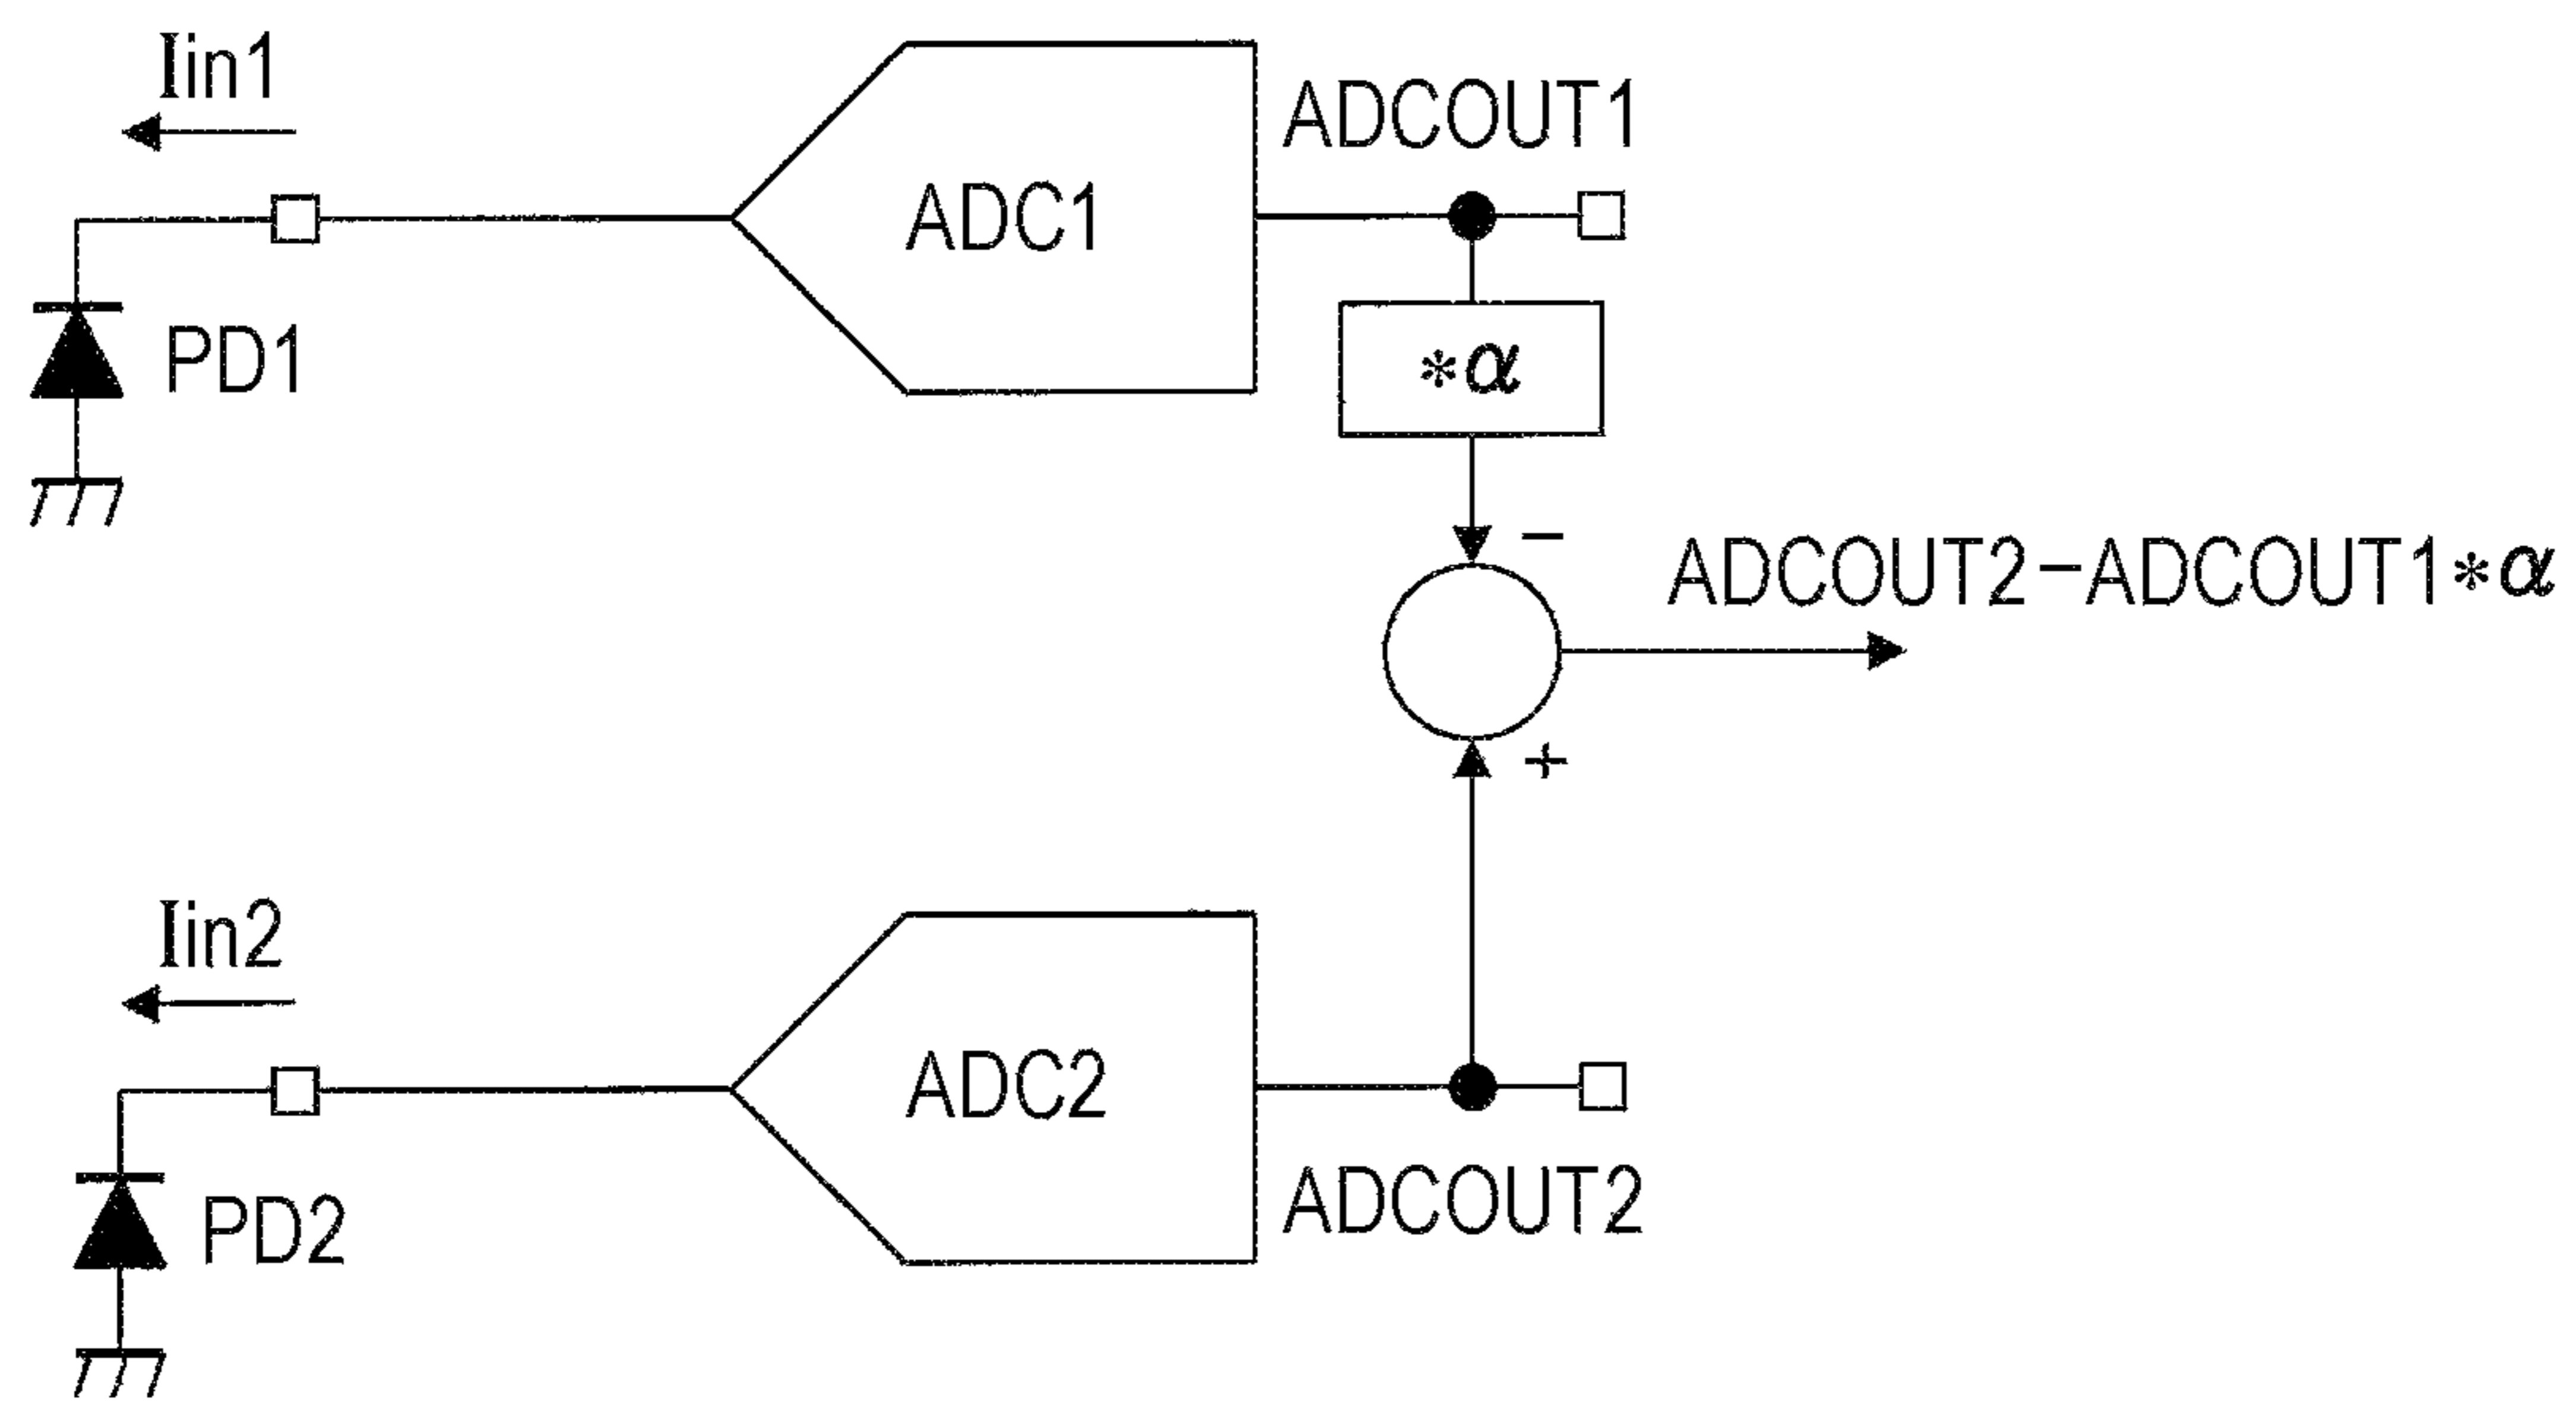 Iin1
ADCOUT1
ADC1
PD1
*α
−
ADCOUT2−ADCOUT1*α
+
Iin2
ADC2
ADCOUT2
PD2